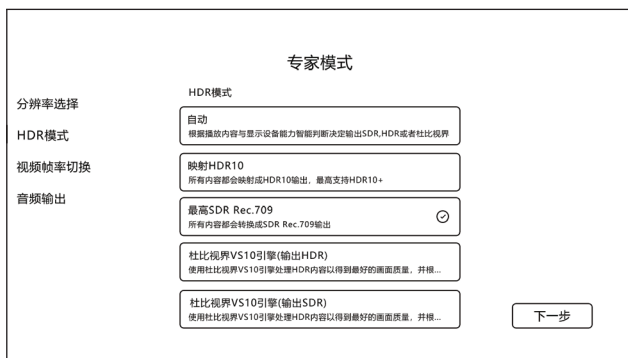 专家模式
分辨率选择
HDR模式
视频帧率切换
音频输出
HDR模式
自动
根据播放内容与显示设备能力智能判断决定输出SDR,HDR或者杜比视界
映射HDR10
所有内容都会映射成HDR10输出，最高支持HDR10+
最高SDR Rec.709
所有内容都会转换成SDR Rec.709输出
杜比视界VS10引擎(输出HDR)
使用杜比视界VS10引擎处理HDR内容以得到最好的画面质量，并根...
杜比视界VS10引擎(输出SDR)
使用杜比视界VS10引擎处理HDR内容以得到最好的画面质量，并根...
下一步